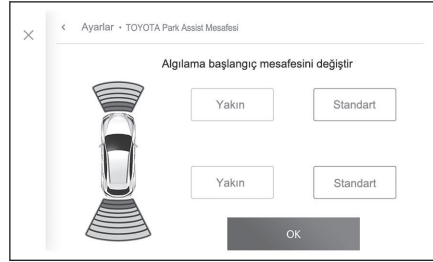 Ayarlar • TOYOTA Park Assist Mesafesi
Algılama başlangıç mesafesini değiştir
Yakın Standart
Yakın Standart
OK